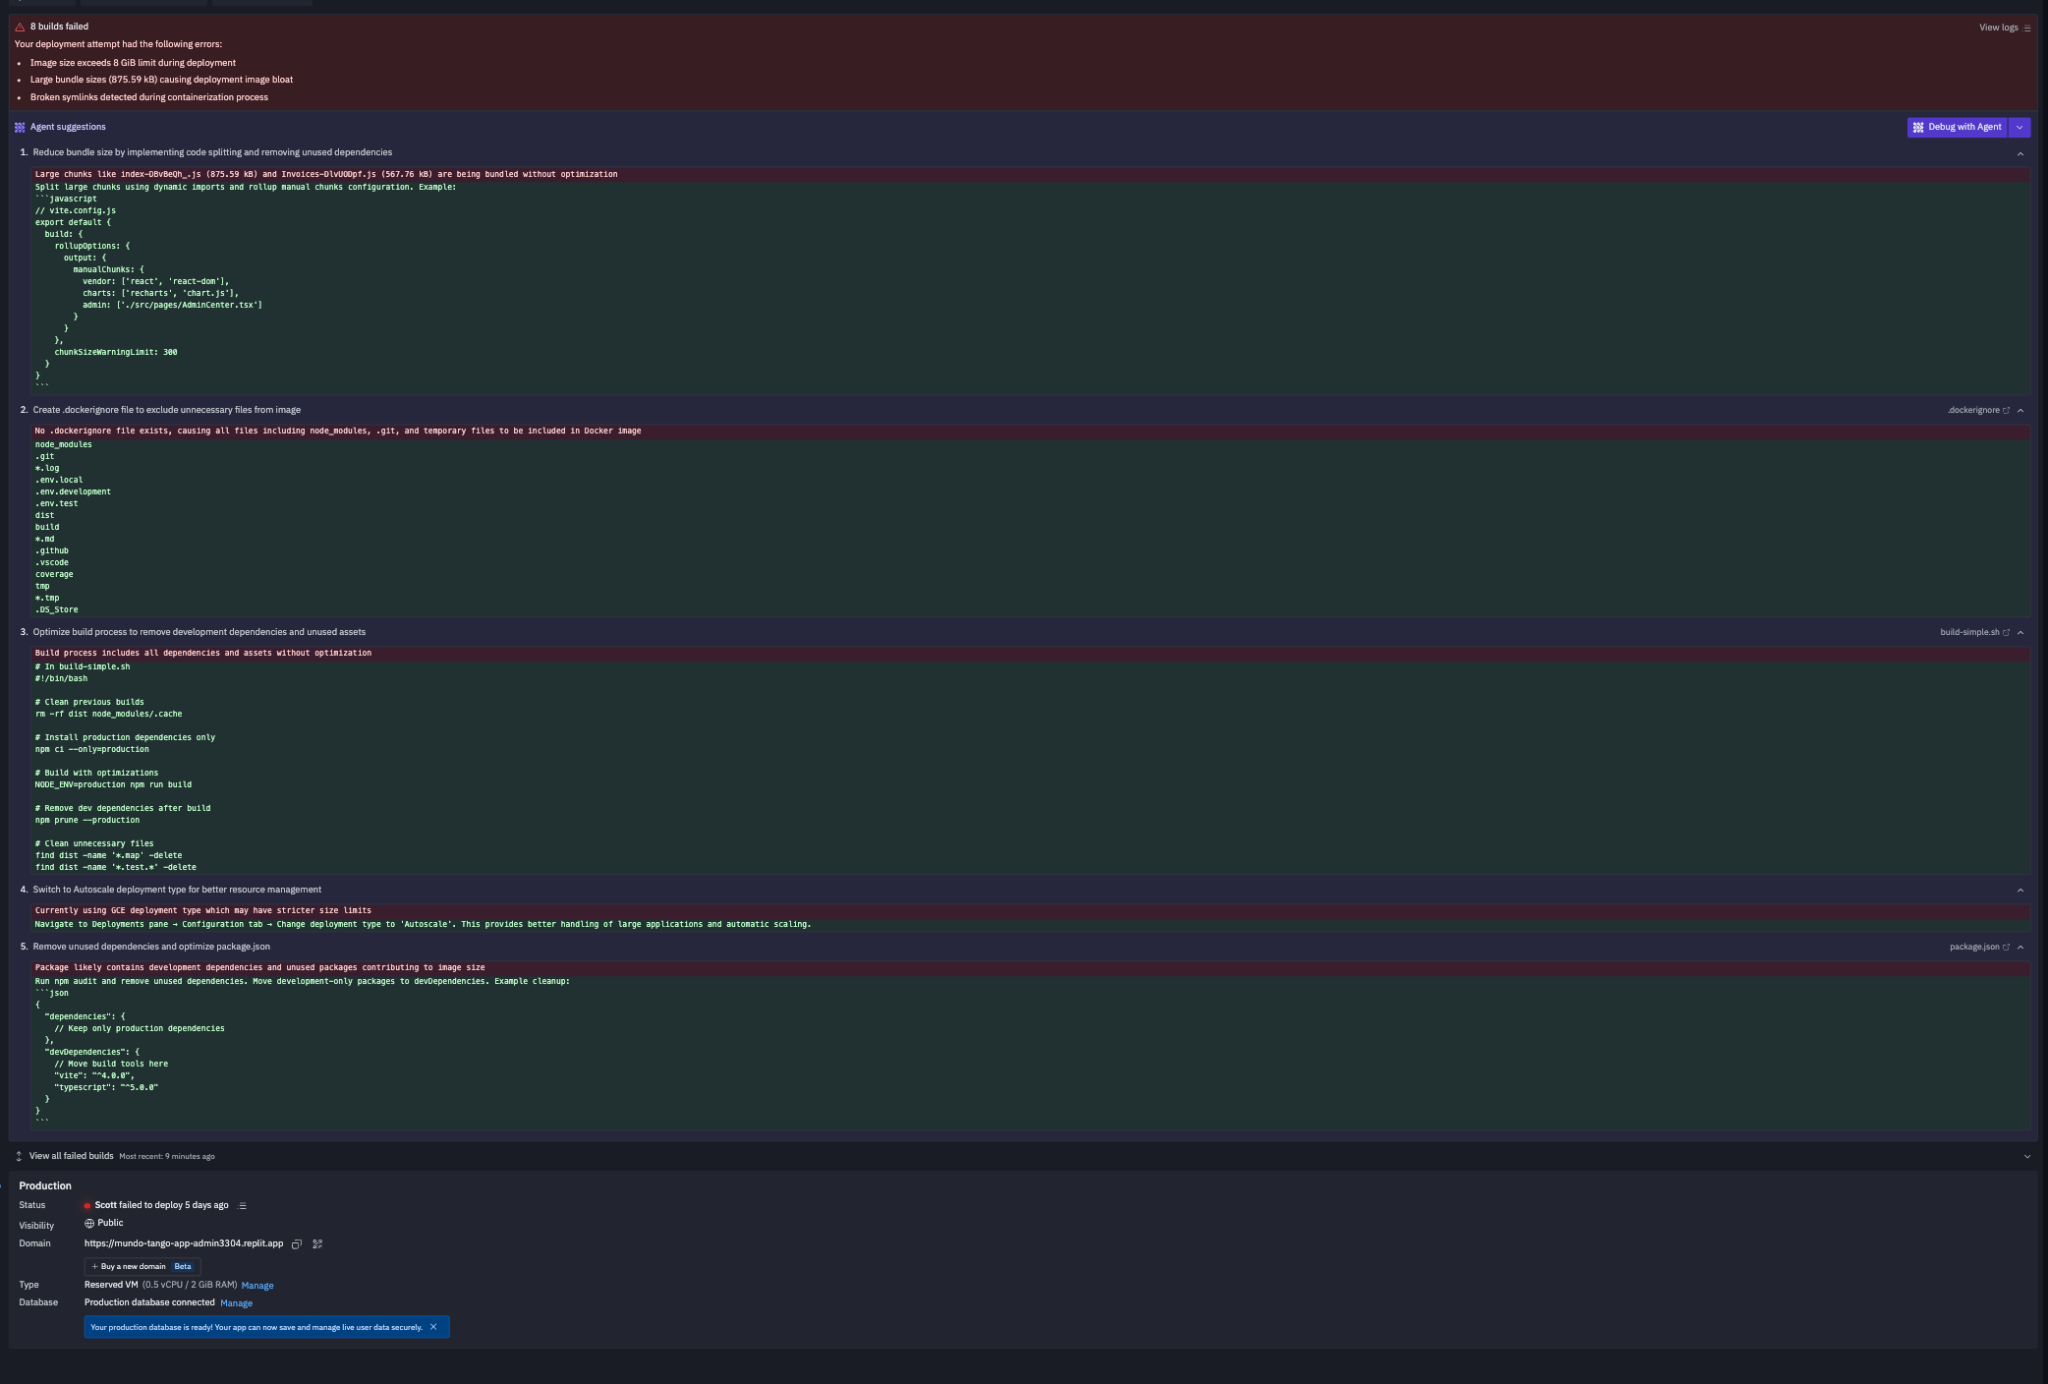 8 builds failed
View logs
Your deployment attempt had the following errors:
• Image size exceeds 8 GiB limit during deployment
• Large bundle sizes (875.59 kB) causing deployment image bloat
• Broken symlinks detected during containerization process
Agent suggestions
Debug with Agent
1. Reduce bundle size by implementing code splitting and removing unused dependencies
Large chunks like index-DBvBeQh_.js (875.59 kB) and Invoices-DlvUODpf.js (567.76 kB) are being bundled without optimization
Split large chunks using dynamic imports and rollup manual chunks configuration. Example:
```javascript
// vite.config.js
export default {
  build: {
    rollupOptions: {
      output: {
        manualChunks: {
          vendor: ['react', 'react-dom'],
          charts: ['recharts', 'chart.js'],
          admin: ['./src/pages/AdminCenter.tsx']
        }
      }
    },
    chunkSizeWarningLimit: 300
  }
}
```
2. Create .dockerignore file to exclude unnecessary files from image
.dockerignore
No .dockerignore file exists, causing all files including node_modules, .git, and temporary files to be included in Docker image
node_modules
.git
*.log
.env.local
.env.development
.env.test
dist
build
*.md
.github
.vscode
coverage
tmp
*.tmp
.DS_Store
3. Optimize build process to remove development dependencies and unused assets
build-simple.sh
Build process includes all dependencies and assets without optimization
# In build-simple.sh
#!/bin/bash
# Clean previous builds
rm -rf dist node_modules/.cache
# Install production dependencies only
npm ci --only=production
# Build with optimizations
NODE_ENV=production npm run build
# Remove dev dependencies after build
npm prune --production
# Clean unnecessary files
find dist -name '*.map' -delete
find dist -name '*.test.*' -delete
4. Switch to Autoscale deployment type for better resource management
Currently using GCE deployment type which may have stricter size limits
Navigate to Deployments pane → Configuration tab → Change deployment type to 'Autoscale'. This provides better handling of large applications and automatic scaling.
5. Remove unused dependencies and optimize package.json
package.json
Package likely contains development dependencies and unused packages contributing to image size
Run npm audit and remove unused dependencies. Move development-only packages to devDependencies. Example cleanup:
```json
{
  "dependencies": {
    // Keep only production dependencies
  },
  "devDependencies": {
    // Move build tools here
    "vite": "^4.0.0",
    "typescript": "^5.0.0"
  }
}
```
View all failed builds Most recent: 9 minutes ago
Production
Status Scott failed to deploy 5 days ago
Visibility Public
Domain https://mundo-tango-app-admin3304.replit.app
+ Buy a new domain Beta
Type Reserved VM (0.5 vCPU / 2 GiB RAM) Manage
Database Production database connected Manage
Your production database is ready! Your app can now save and manage live user data securely.